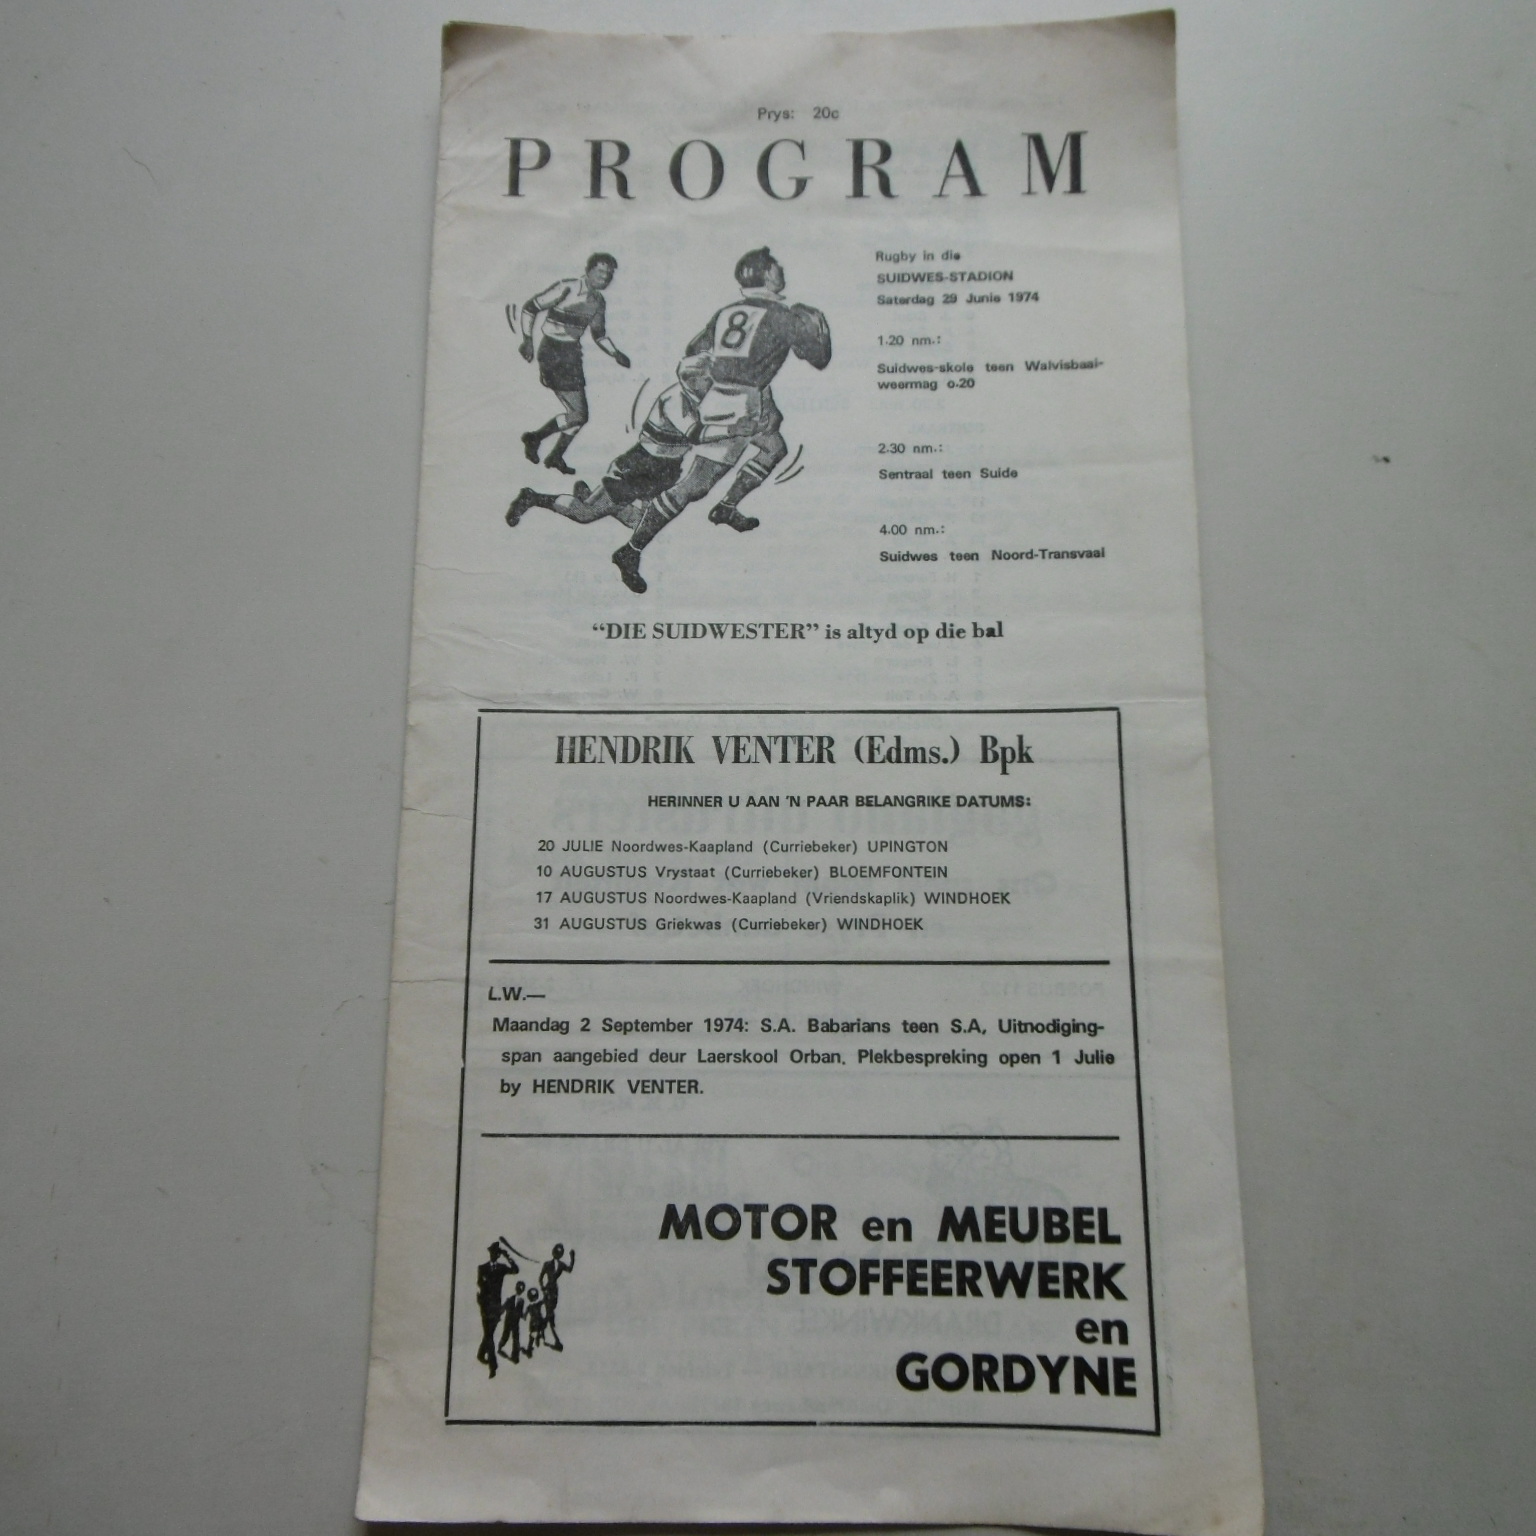 Prys: 20c
PROGRAM
8
Rugby in die
SUIDWES-STADION
Saterdag 29 Junie 1974
1.20 nm.:
Suidwes-skole teen Walvisbaai-
weermag o.20
2.30 nm.:
Sentraal teen Suide
4.00 nm.:
Suidwes teen Noord-Transvaal
“DIE SUIDWESTER” is altyd op die bal
HENDRIK VENTER (Edms.) Bpk
HERINNER U AAN 'N PAAR BELANGRIKE DATUMS:
20 JULIE Noordwes-Kaapland (Curriebeker) UPINGTON
10 AUGUSTUS Vrystaat (Curriebeker) BLOEMFONTEIN
17 AUGUSTUS Noordwes-Kaapland (Vriendskaplik) WINDHOEK
31 AUGUSTUS Griekwas (Curriebeker) WINDHOEK
L.W.—
Maandag 2 September 1974: S.A. Babarians teen S.A, Uitnodiging-
span aangebied deur Laerskool Orban. Plekbespreking open 1 Julie
by HENDRIK VENTER.
MOTOR en MEUBEL
STOFFEERWERK
en
GORDYNE